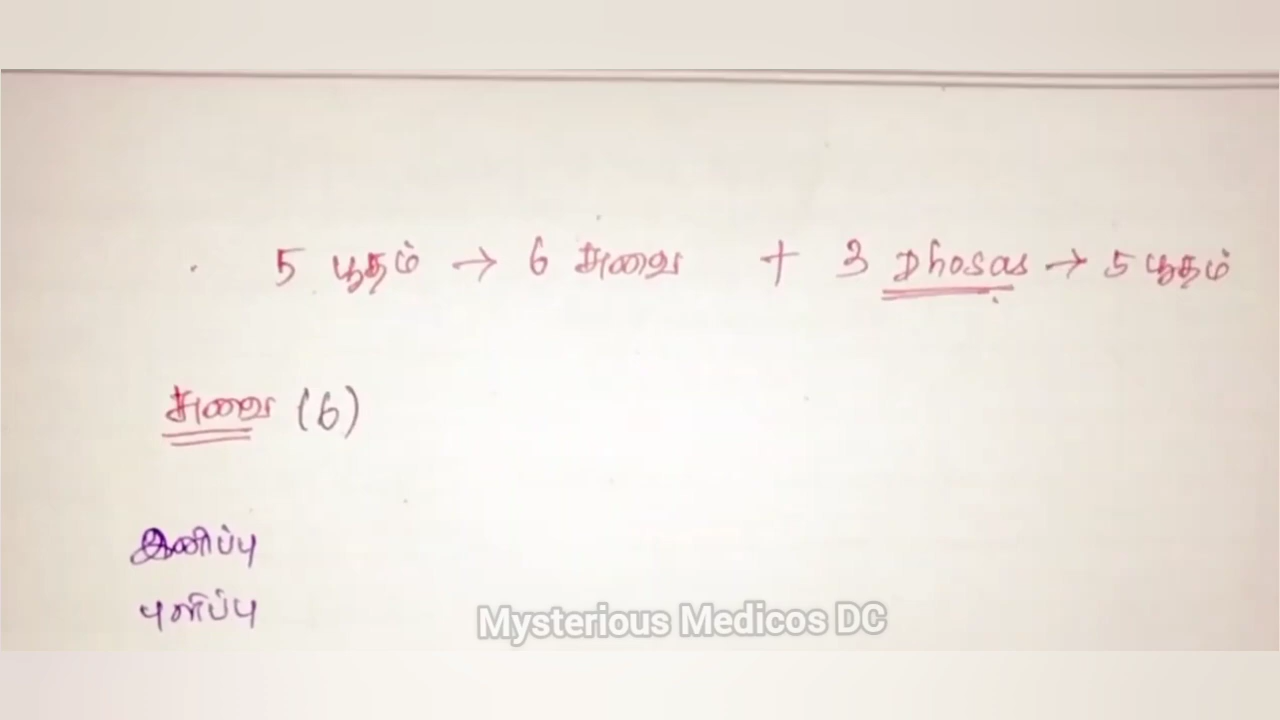 5 பூதம் → 6 சுவை + 3 Dhosas → 5 பூதம்
சுவை (6)
இனிப்பு
புளிப்பு
Mysterious Medicos DC